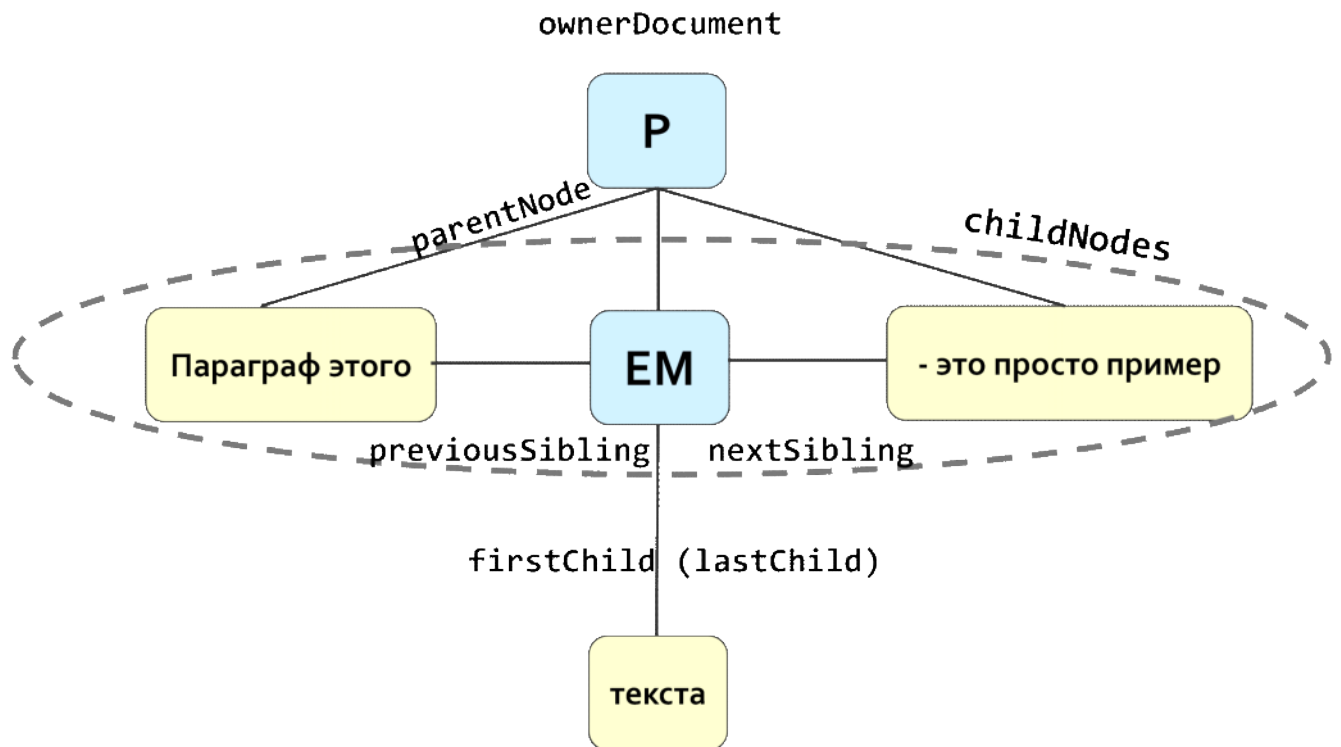 ownerDocument
P
parentNode
childNodes
Параграф этого
EM
- это просто пример
previousSibling
nextSibling
firstChild (lastChild)
текста